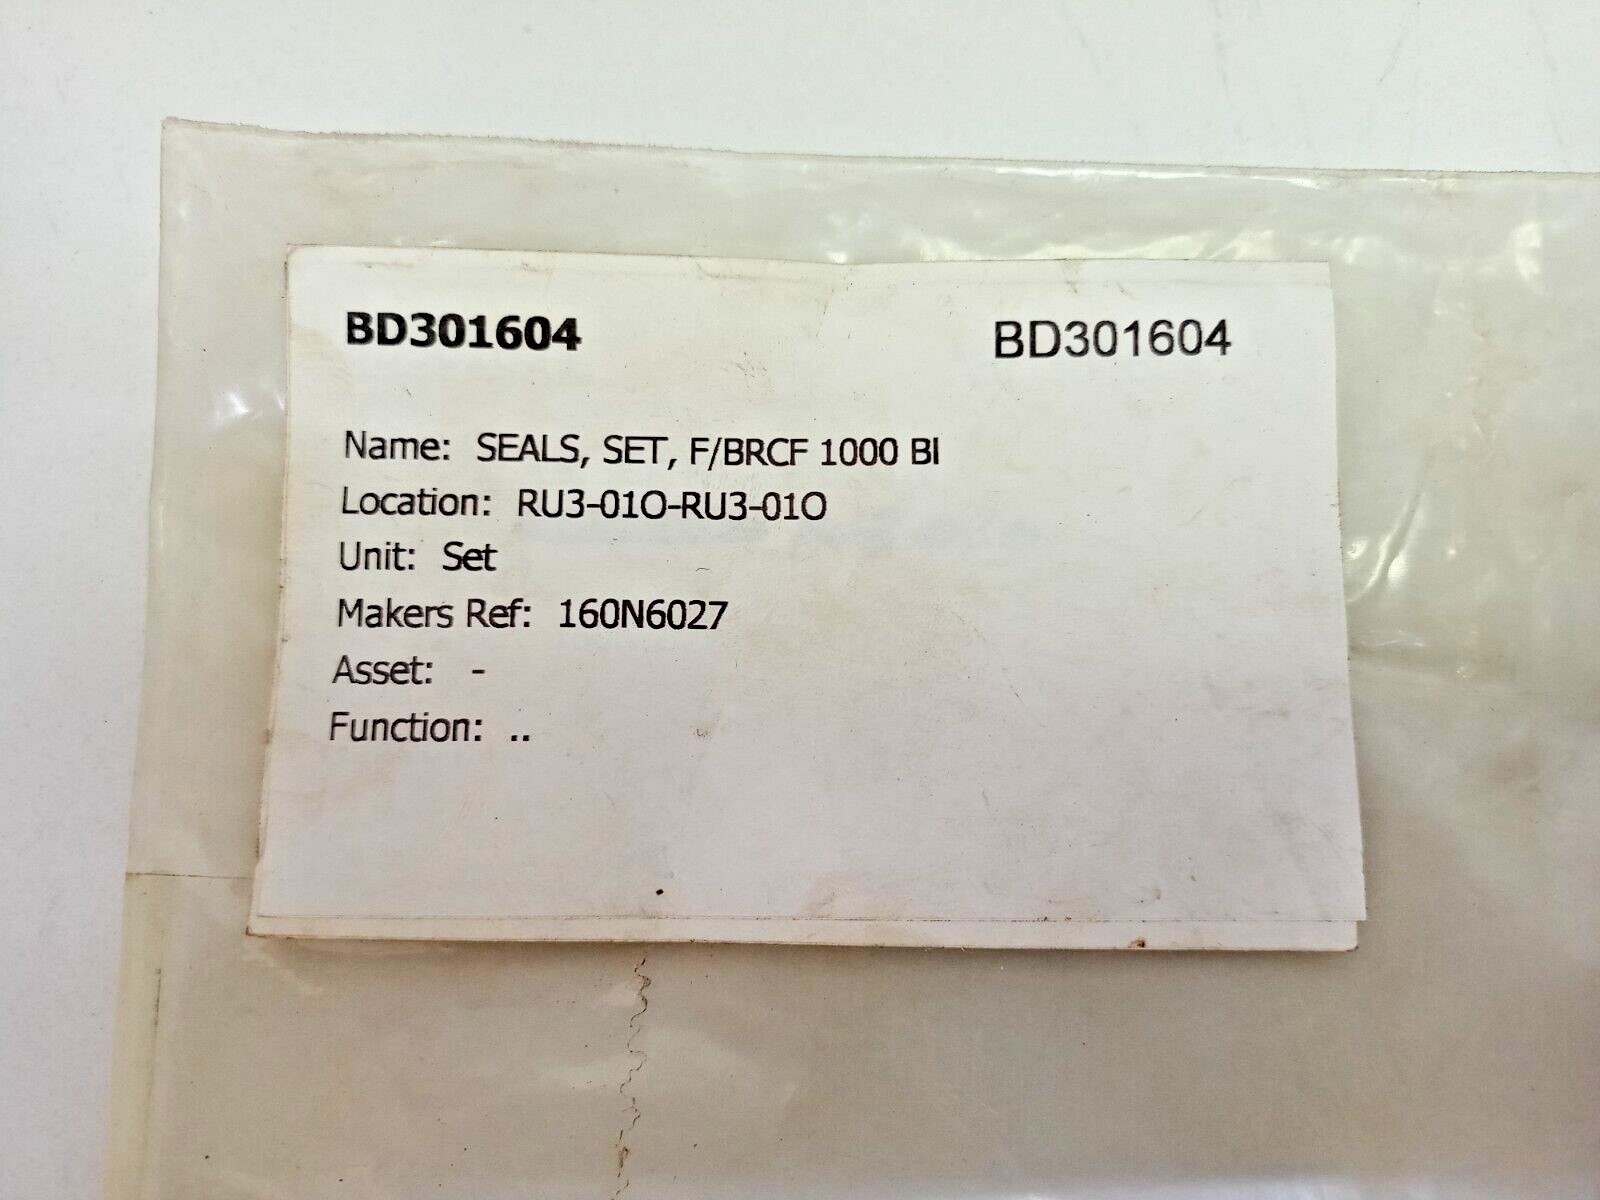 BD301604 BD301604
Name: SEALS, SET, F/BRCF 1000 BI
Location: RU3-01O-RU3-01O
Unit: Set
Makers Ref: 160N6027
Asset: -
Function: ..